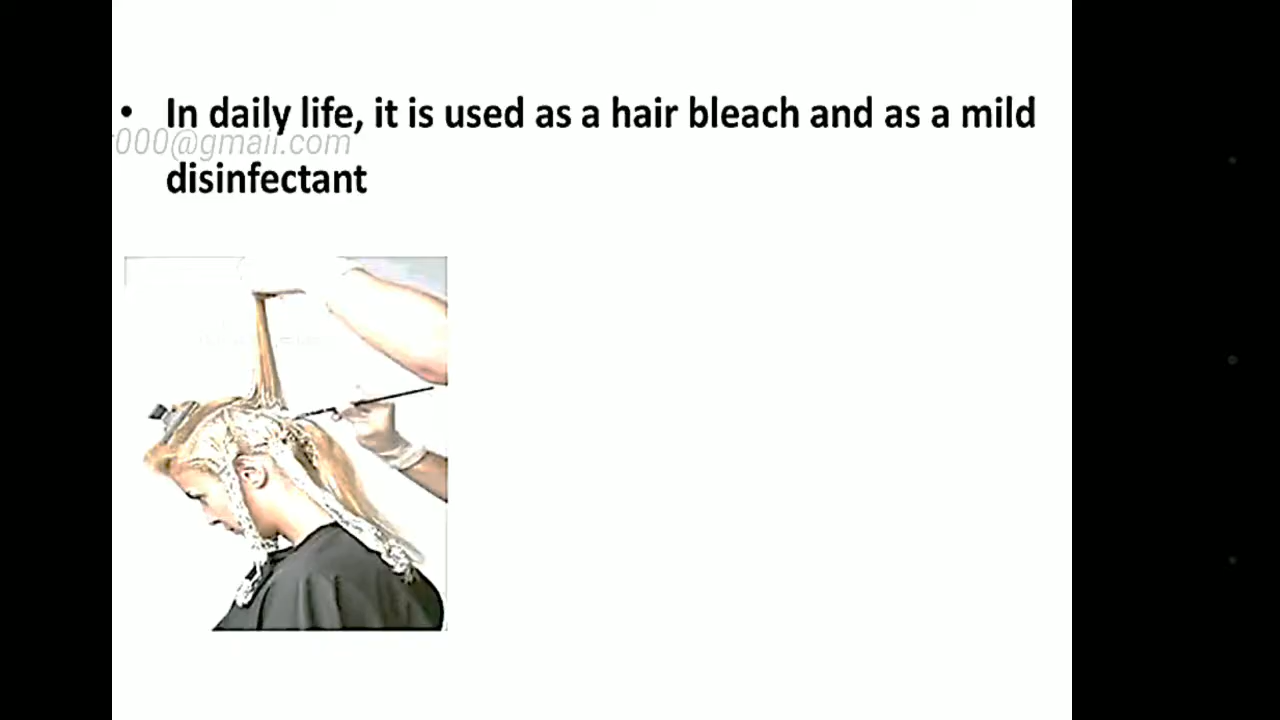 • In daily life, it is used as a hair bleach and as a mild
000@gmail.com
disinfectant